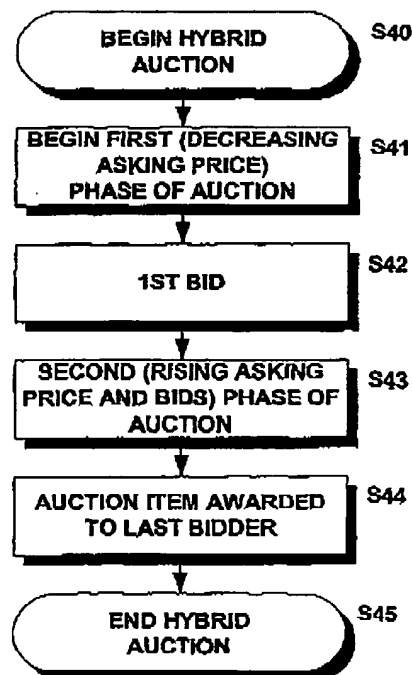 BEGIN HYBRID
AUCTION
S40
BEGIN FIRST (DECREASING
ASKING PRICE)
PHASE OF AUCTION
S41
1ST BID
S42
SECOND (RISING ASKING
PRICE AND BIDS) PHASE OF
AUCTION
S43
AUCTION ITEM AWARDED
TO LAST BIDDER
S44
END HYBRID
AUCTION
S45